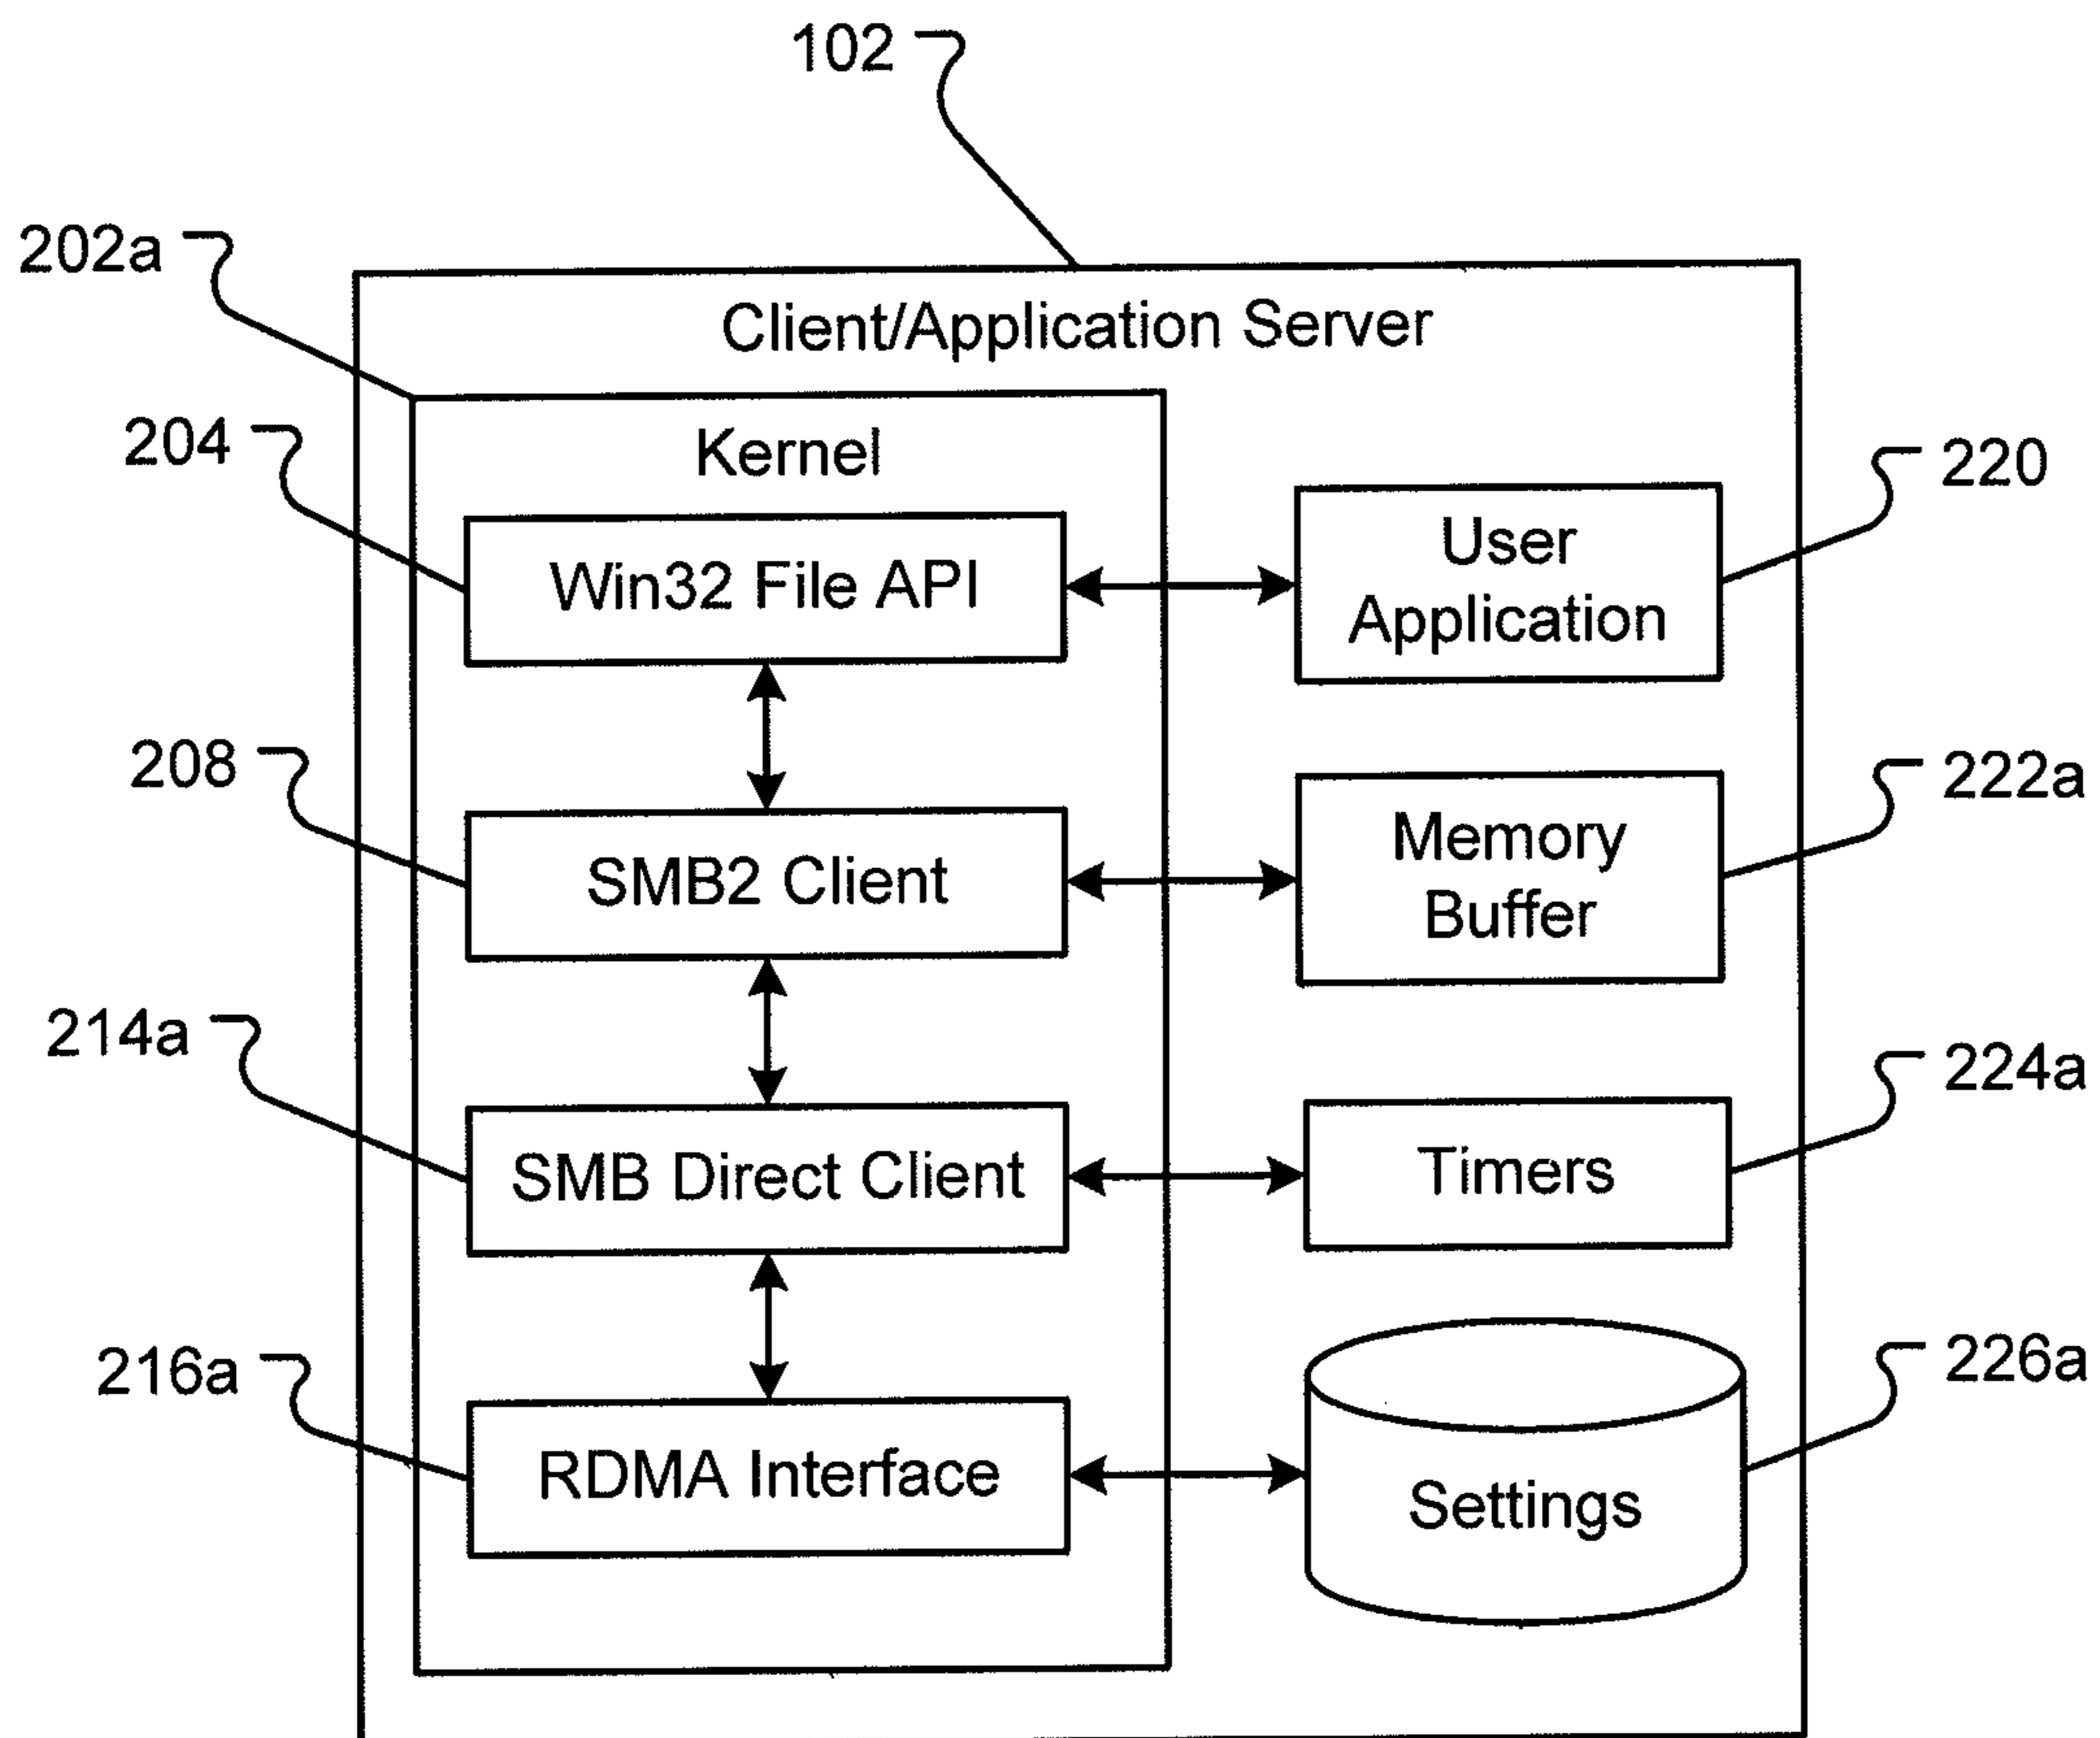 102
202a
Client/Application Server
204
Kernel
220
Win32 File API
User
Application
208
222a
SMB2 Client
Memory
Buffer
214a
224a
SMB Direct Client
Timers
216a
226a
RDMA Interface
Settings